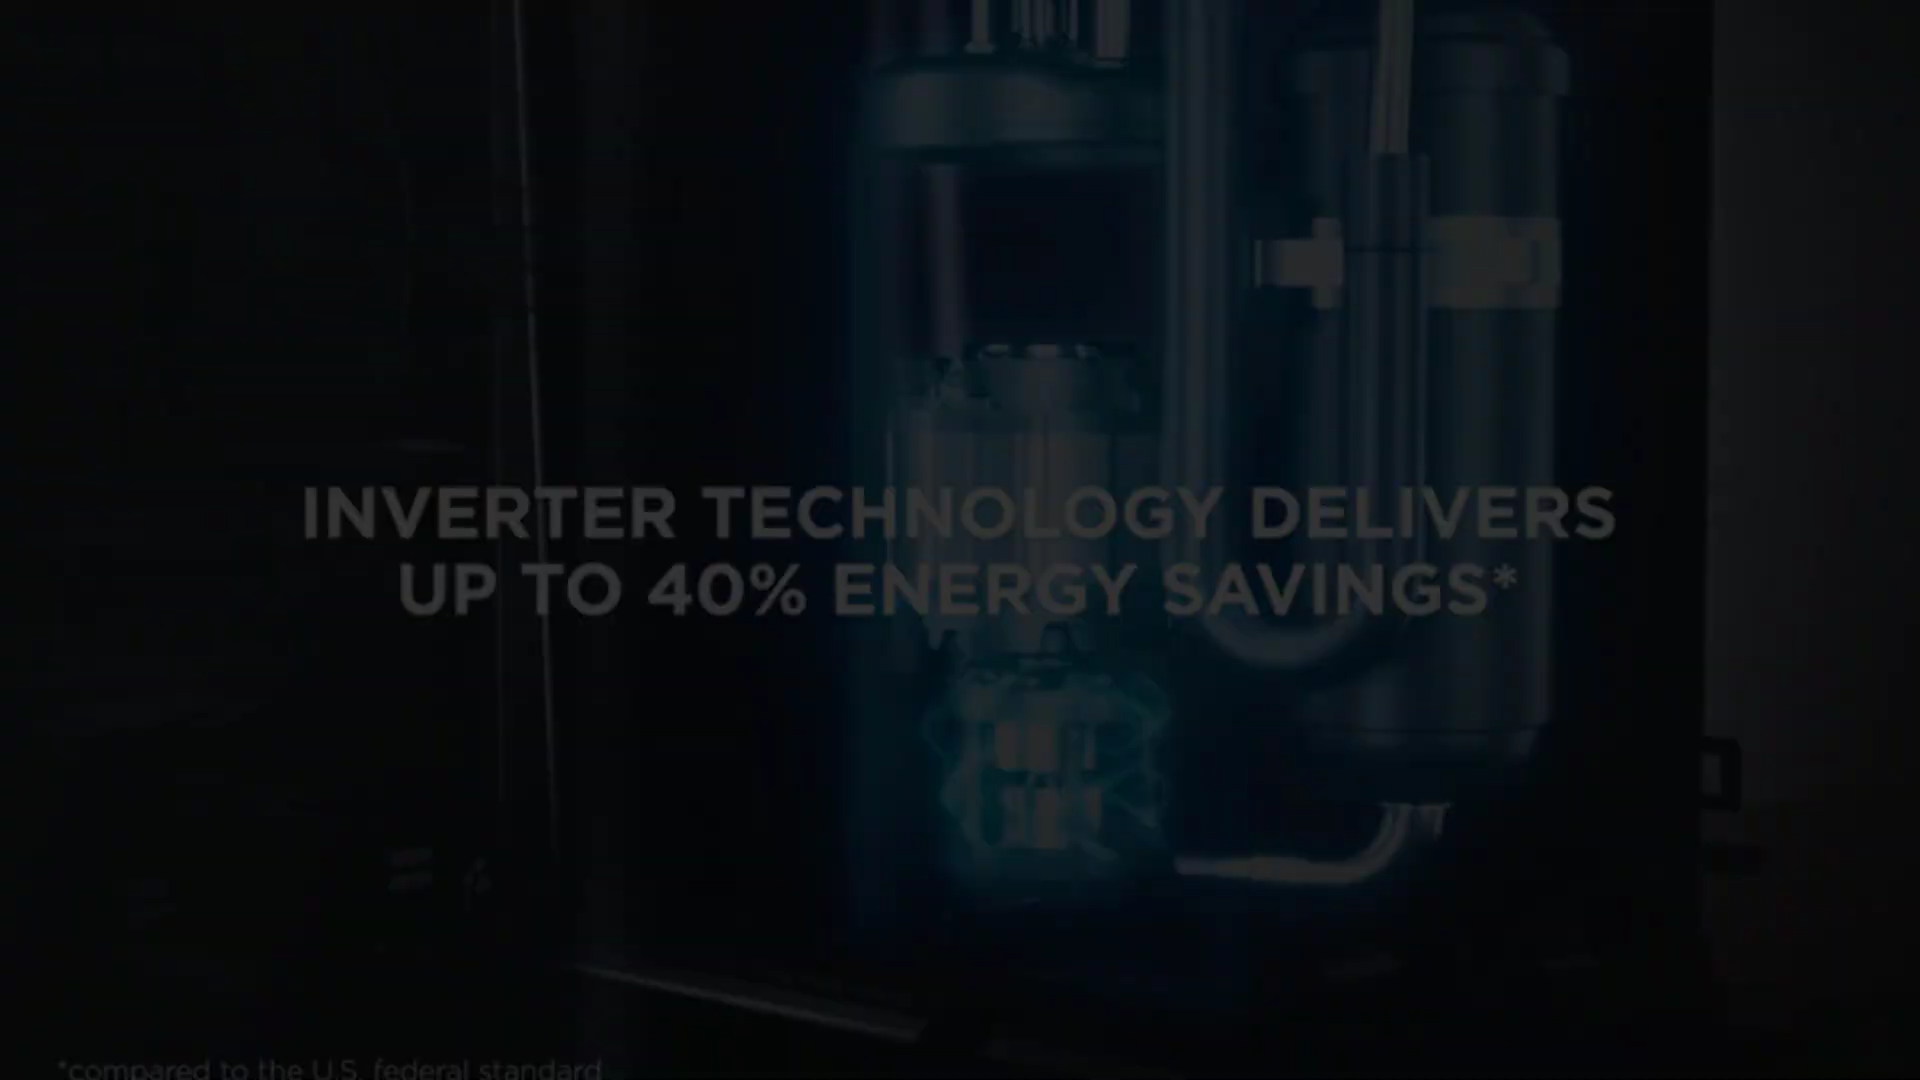 INVERTER TECHNOLOGY DELIVERS
UP TO 40% ENERGY SAVINGS*
*compared to the U.S. federal standard